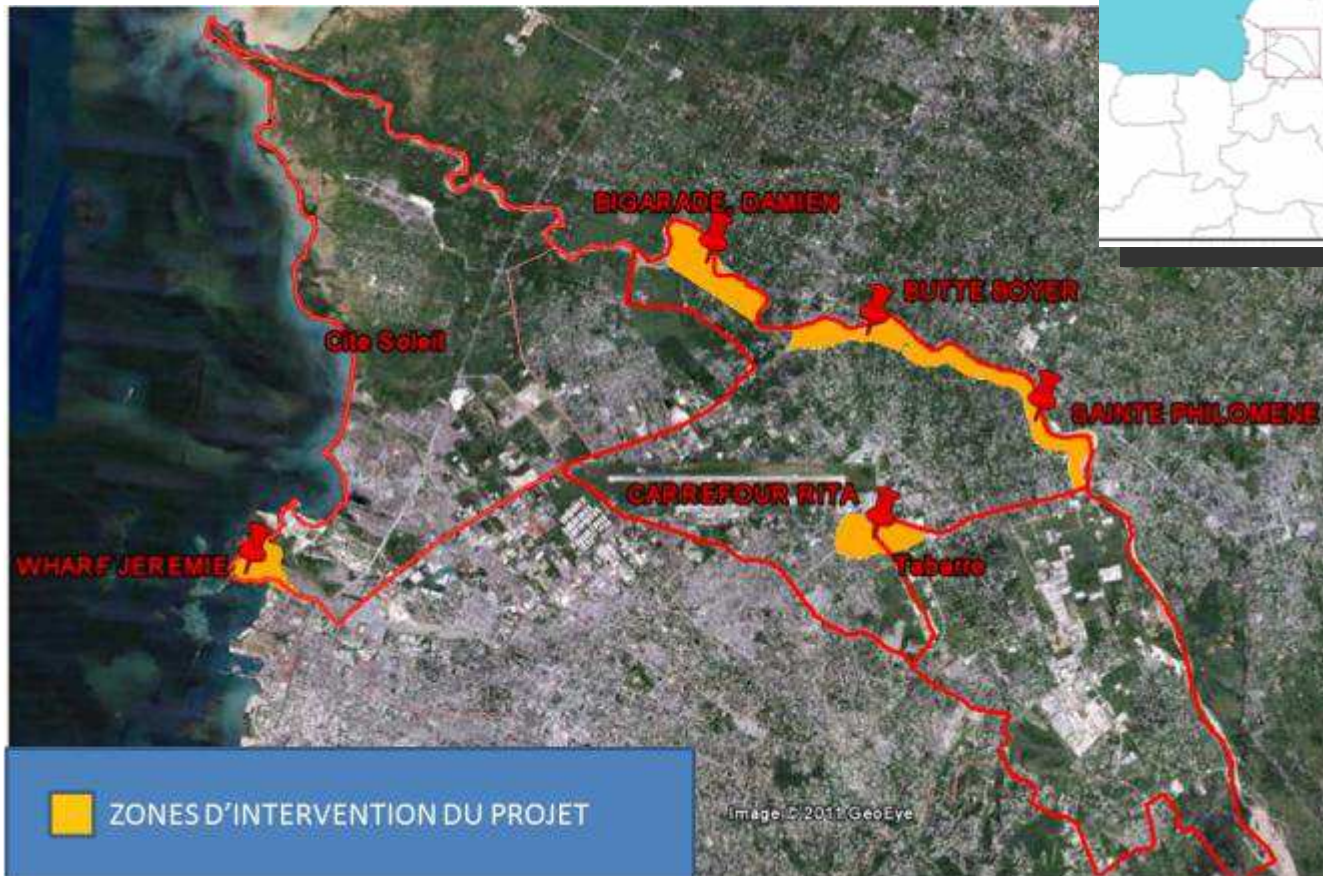 BIGARADE, DAMIEN
BUTTE BOYER
Cite Soleil
SAINTE PHILOMENE
CARREFOUR RITA
WHARF JEREMIE
Tabarre
ZONES D'INTERVENTION DU PROJET
Image © 2011 GeoEye